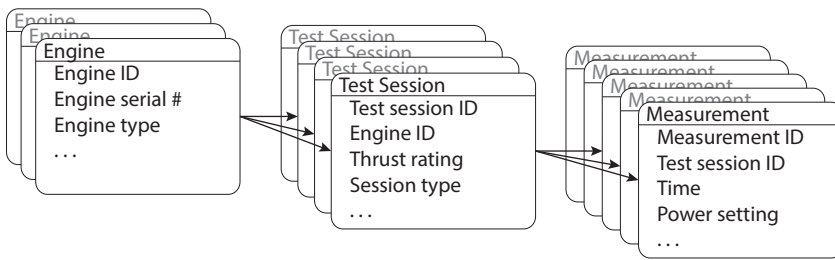 Engine
Engine
Engine
Engine ID
Engine serial #
Engine type
. . .
Test Session
Test Session
Test Session
Test Session
Test session ID
Engine ID
Thrust rating
Session type
. . .
Measurement
Measurement
Measurement
Measurement
Measurement
Measurement ID
Test session ID
Time
Power setting
. . .